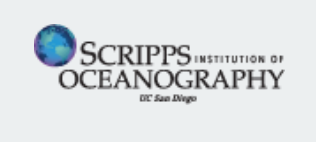 SCRIPPS INSTITUTION OF
OCEANOGRAPHY
UC San Diego